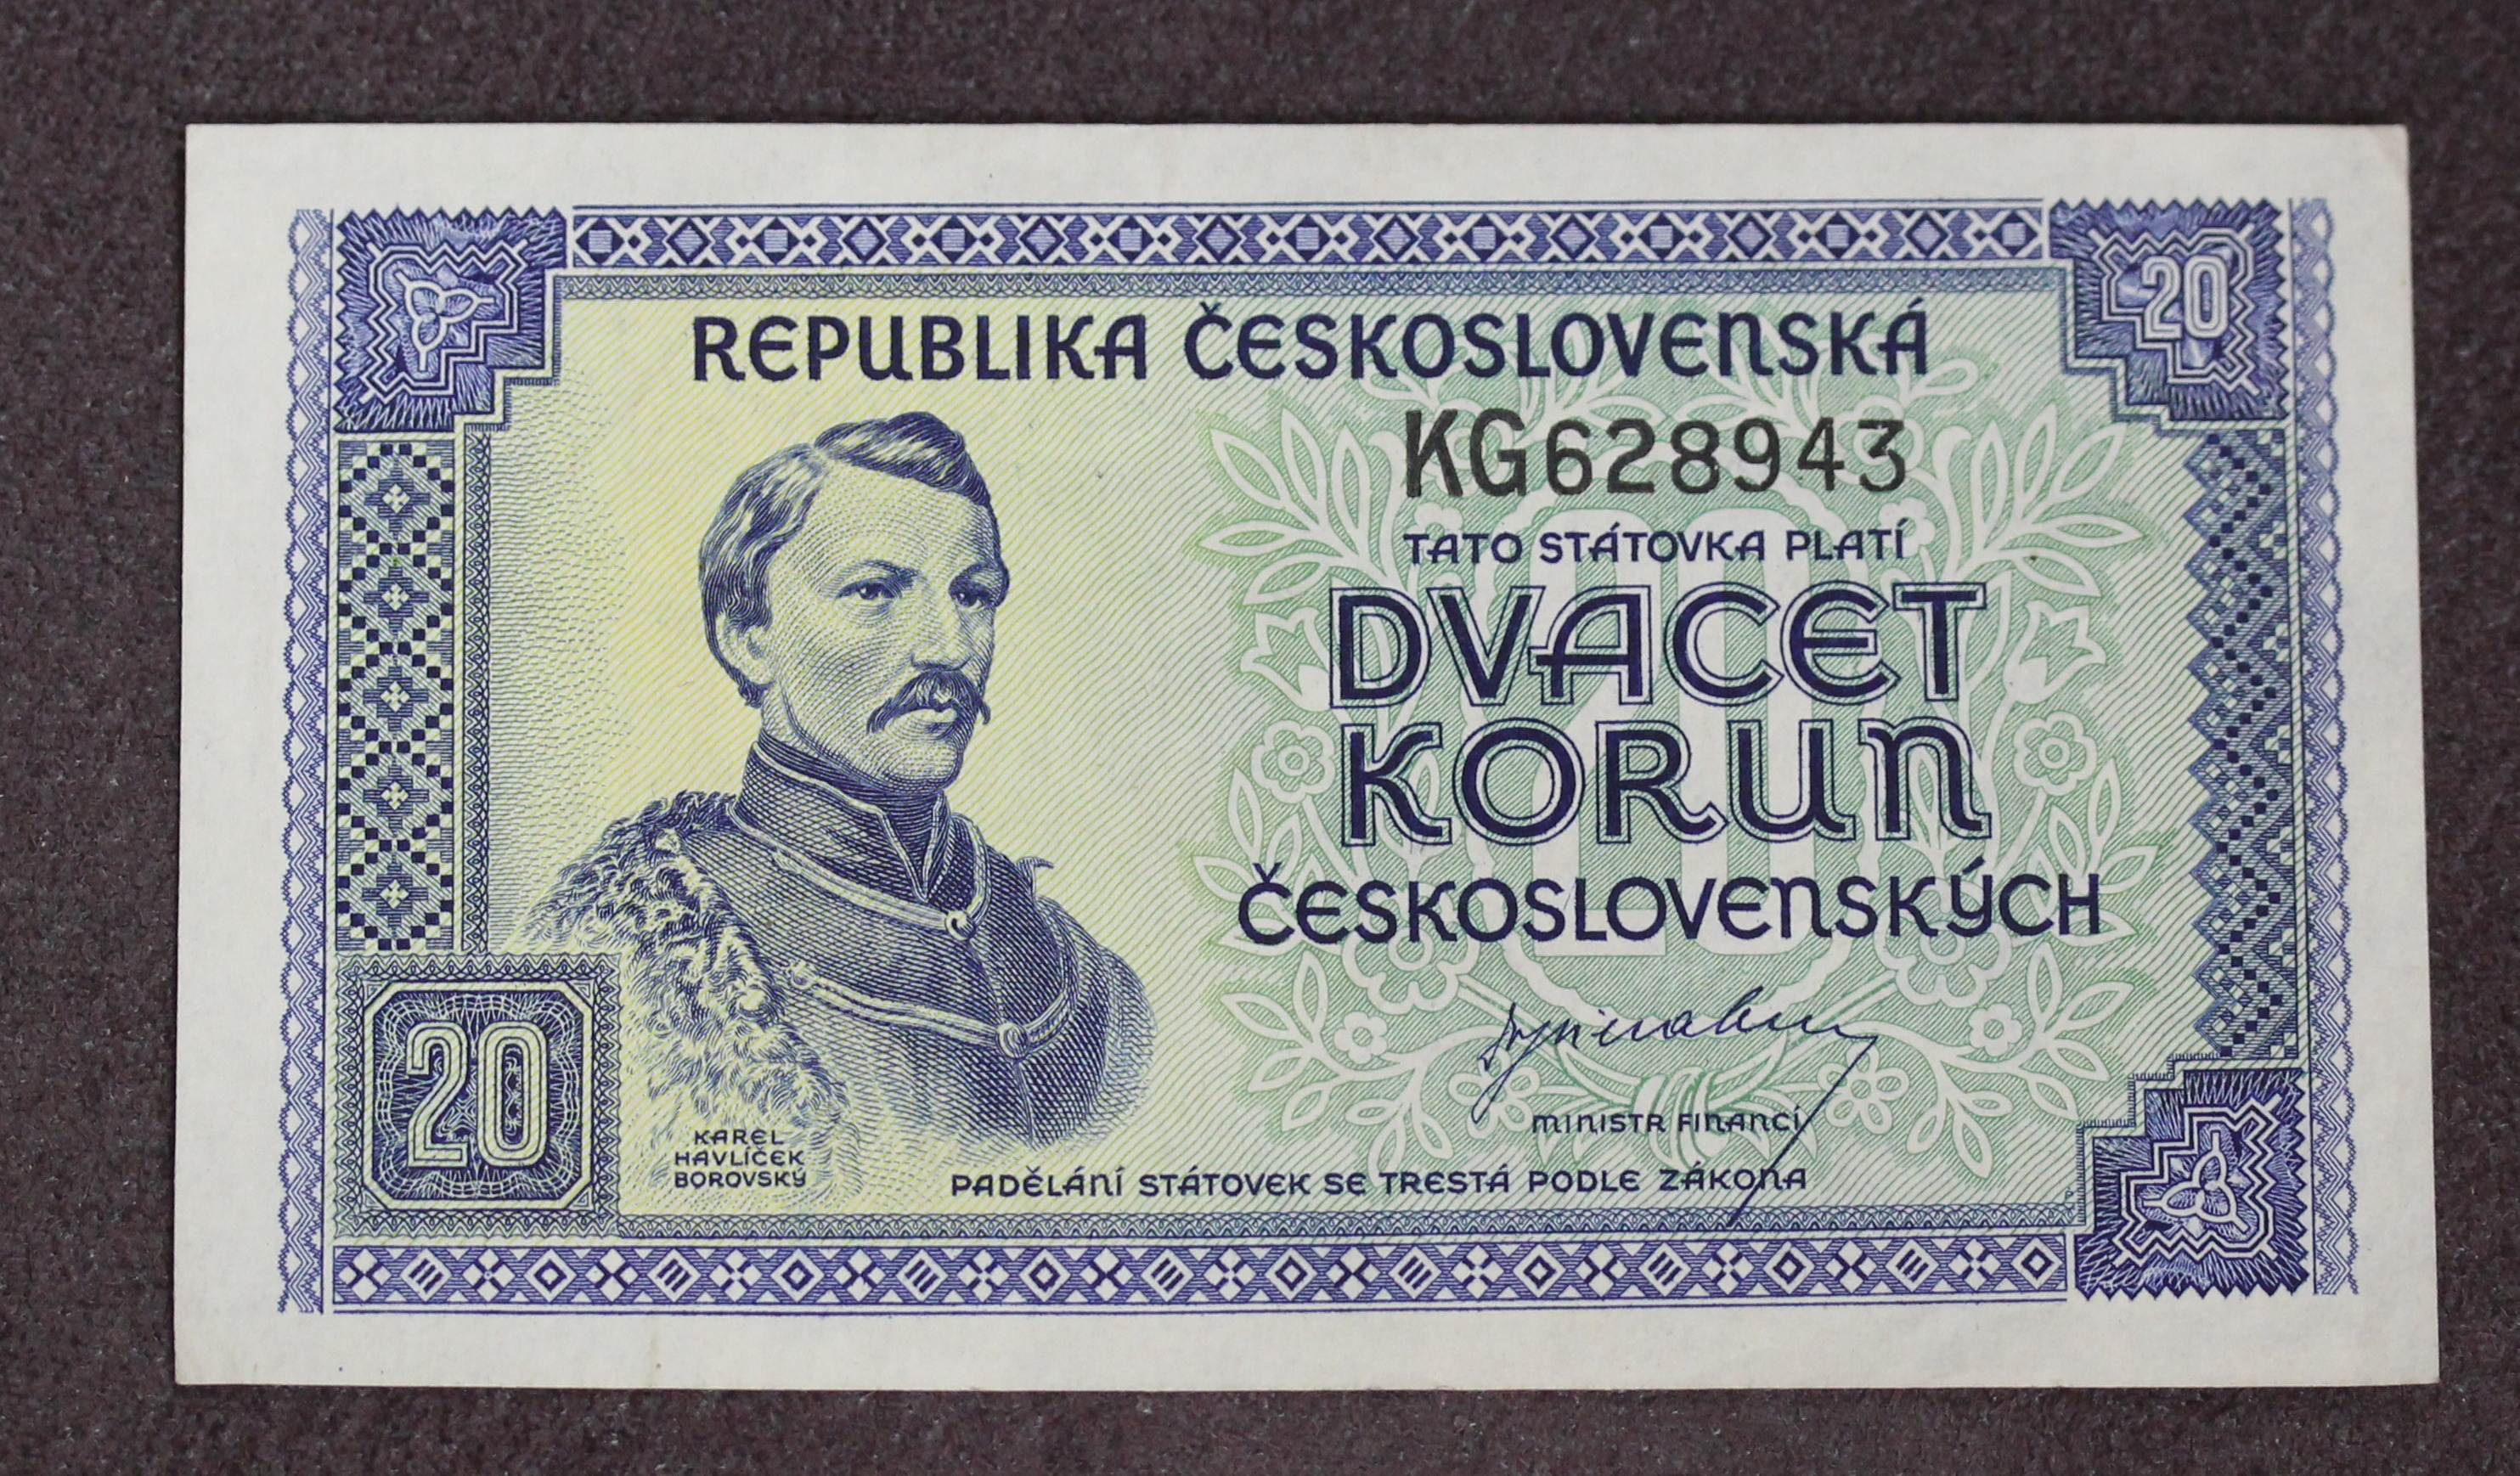 20
REPUBLIKA ČESKOSLOVENSKÁ
KG628943
TATO STÁTOVKA PLATÍ
DVACET
KORUN
ČESKOSLOVENSKÝCH
20
20
MINISTR FINANCÍ
KAREL
HAVLÍČEK
BOROVSKÝ
PADĚLÁNÍ STÁTOVEK SE TRESTÁ PODLE ZÁKONA